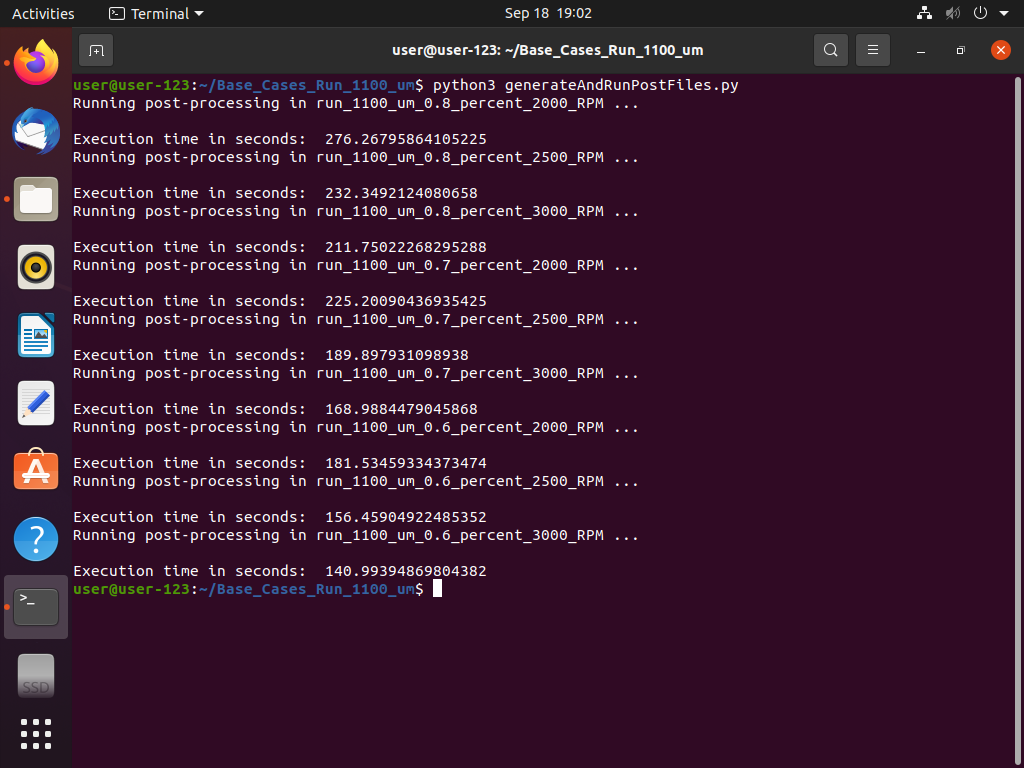 Activities
Terminal
Sep 18 19:02
user@user-123: ~/Base_Cases_Run_1100_um
user@user-123:~/Base_Cases_Run_1100_um$ python3 generateAndRunPostFiles.py
Running post-processing in run_1100_um_0.8_percent_2000_RPM ...
Execution time in seconds:  276.26795864105225
Running post-processing in run_1100_um_0.8_percent_2500_RPM ...
Execution time in seconds:  232.3492124080658
Running post-processing in run_1100_um_0.8_percent_3000_RPM ...
Execution time in seconds:  211.75022268295288
Running post-processing in run_1100_um_0.7_percent_2000_RPM ...
Execution time in seconds:  225.20090436935425
Running post-processing in run_1100_um_0.7_percent_2500_RPM ...
Execution time in seconds:  189.897931098938
Running post-processing in run_1100_um_0.7_percent_3000_RPM ...
Execution time in seconds:  168.9884479045868
Running post-processing in run_1100_um_0.6_percent_2000_RPM ...
Execution time in seconds:  181.53459334373474
Running post-processing in run_1100_um_0.6_percent_2500_RPM ...
Execution time in seconds:  156.45904922485352
Running post-processing in run_1100_um_0.6_percent_3000_RPM ...
Execution time in seconds:  140.99394869804382
user@user-123:~/Base_Cases_Run_1100_um$
SSD